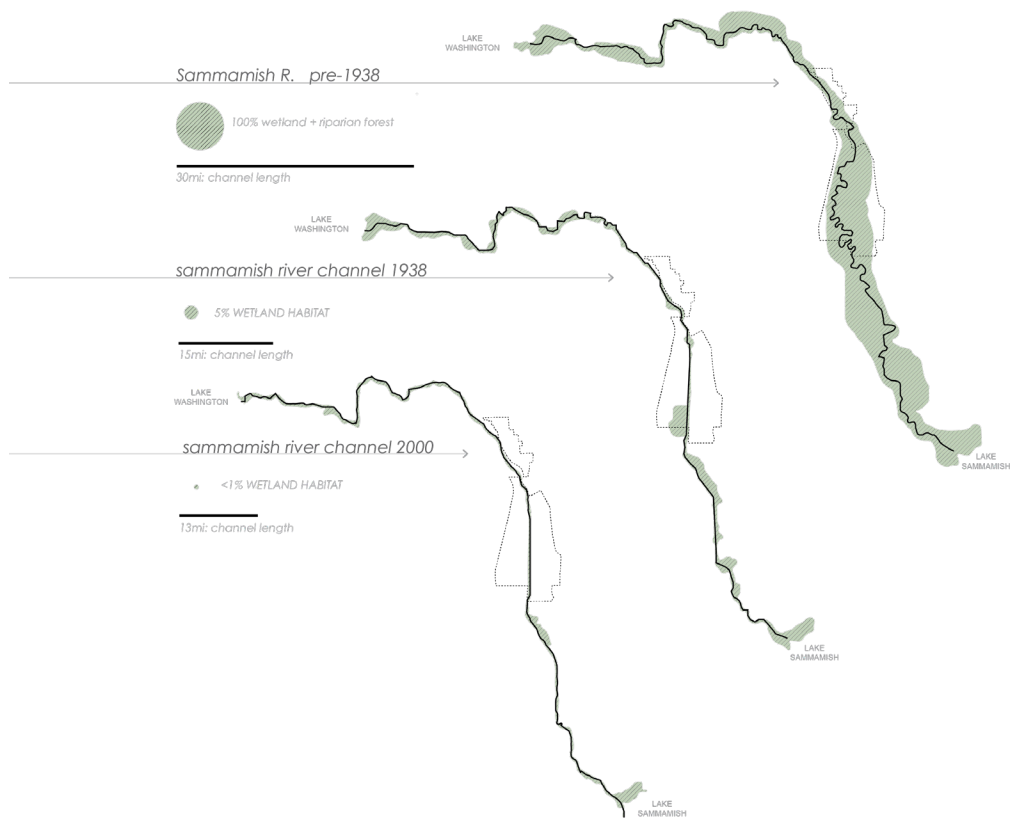 LAKE
WASHINGTON
Sammamish R.   pre-1938
100% wetland + riparian forest
30mi: channel length
LAKE
WASHINGTON
sammamish river channel 1938
5% WETLAND HABITAT
15mi: channel length
LAKE
WASHINGTON
sammamish river channel 2000
LAKE
SAMMAMISH
<1% WETLAND HABITAT
13mi: channel length
LAKE
SAMMAMISH
LAKE
SAMMAMISH